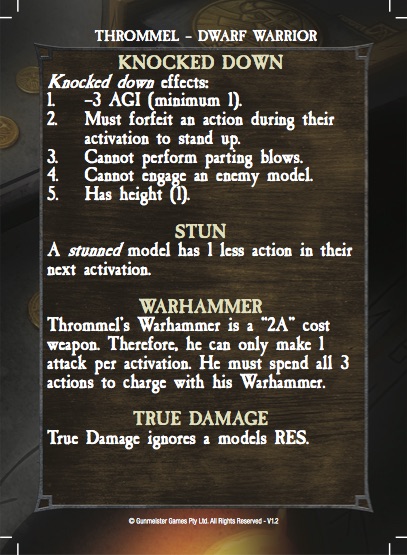 THROMMEL – DWARF WARRIOR
KNOCKED DOWN
Knocked down effects:
1. –3 AGI (minimum 1).
2. Must forfeit an action during their
activation to stand up.
3. Cannot perform parting blows.
4. Cannot engage an enemy model.
5. Has height (1).
STUN
A stunned model has 1 less action in their
next activation.
WARHAMMER
Thrommel's Warhammer is a “2A” cost
weapon. Therefore, he can only make 1
attack per activation. He must spend all 3
actions to charge with his Warhammer.
TRUE DAMAGE
True Damage ignores a models RES.
© Gunmeister Games Pty Ltd. All Rights Reserved - V1.2